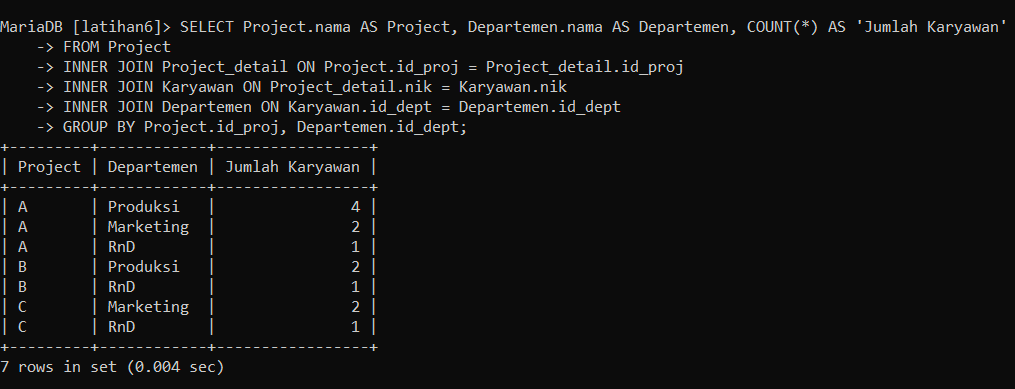 MariaDB [latihan6]> SELECT Project.nama AS Project, Departemen.nama AS Departemen, COUNT(*) AS 'Jumlah Karyawan'
    -> FROM Project
    -> INNER JOIN Project_detail ON Project.id_proj = Project_detail.id_proj
    -> INNER JOIN Karyawan ON Project_detail.nik = Karyawan.nik
    -> INNER JOIN Departemen ON Karyawan.id_dept = Departemen.id_dept
    -> GROUP BY Project.id_proj, Departemen.id_dept;
+---------+------------+-----------------+
| Project | Departemen | Jumlah Karyawan |
+---------+------------+-----------------+
| A       | Produksi   |               4 |
| A       | Marketing  |               2 |
| A       | RnD        |               1 |
| B       | Produksi   |               2 |
| B       | RnD        |               1 |
| C       | Marketing  |               2 |
| C       | RnD        |               1 |
+---------+------------+-----------------+
7 rows in set (0.004 sec)